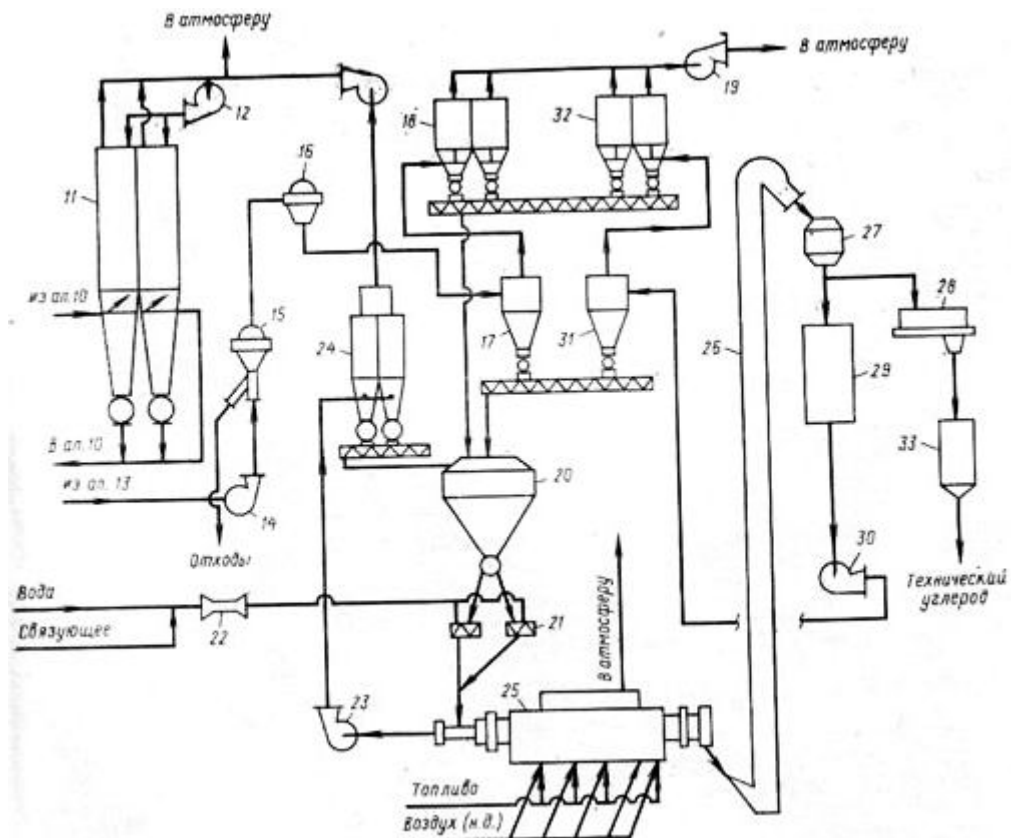 В атмосферу
В атмосферу
12
19
18
32
16
11
27
из ап.10
15
28
24
17
31
26
29
В ап.10
33
из ап.13
20
14
Отходы
30
Технический
углерод
Вода
21
Связующее
22
В атмосферу
23
25
Топливо
Воздух (н.д.)